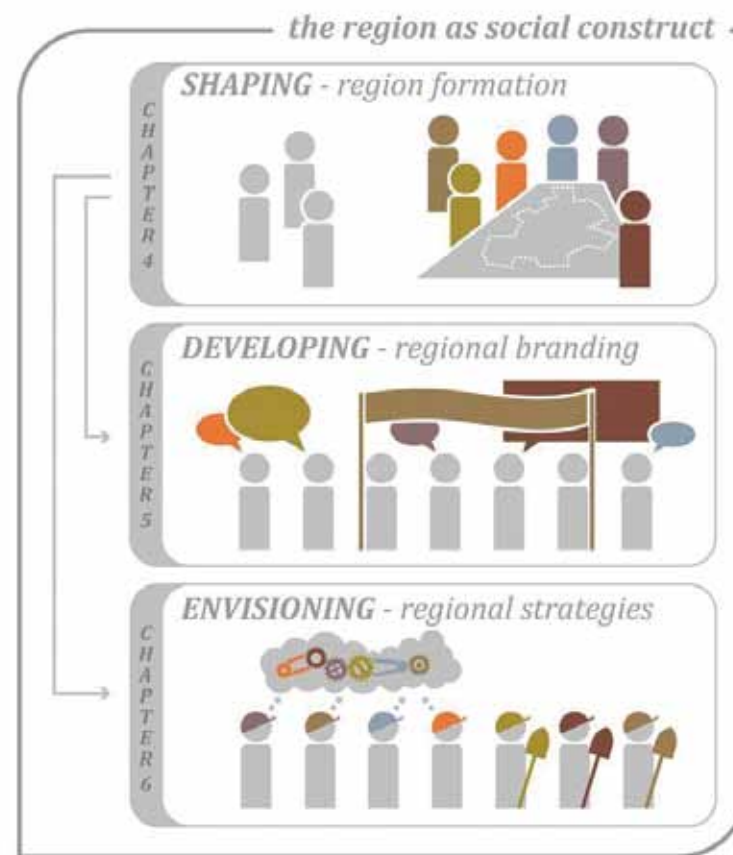 the region as social construct
SHAPING - region formation
CHAPTER 4
DEVELOPING - regional branding
CHAPTER 5
ENVISIONING - regional strategies
CHAPTER 6